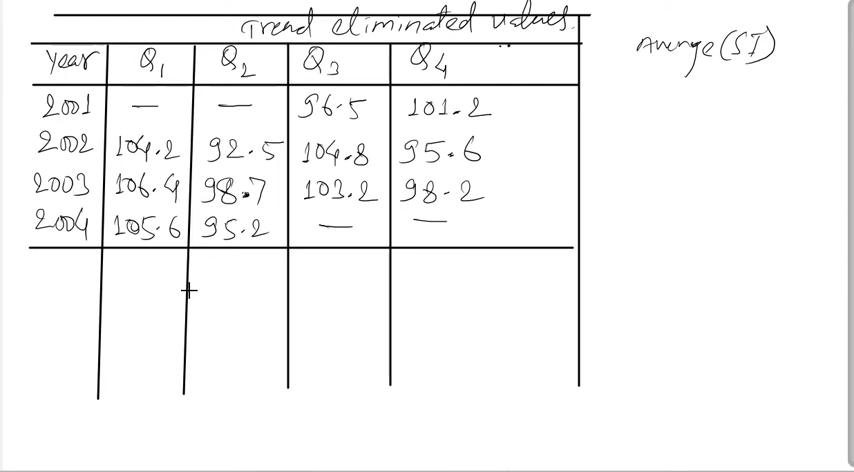 Trend eliminated values.
Average (SI)
Year Q1 Q2 Q3 Q4
2001 — — 96.5 101.2
2002 104.2 92.5 104.8 95.6
2003 106.4 98.7 103.2 98.2
2004 105.6 95.2 — —